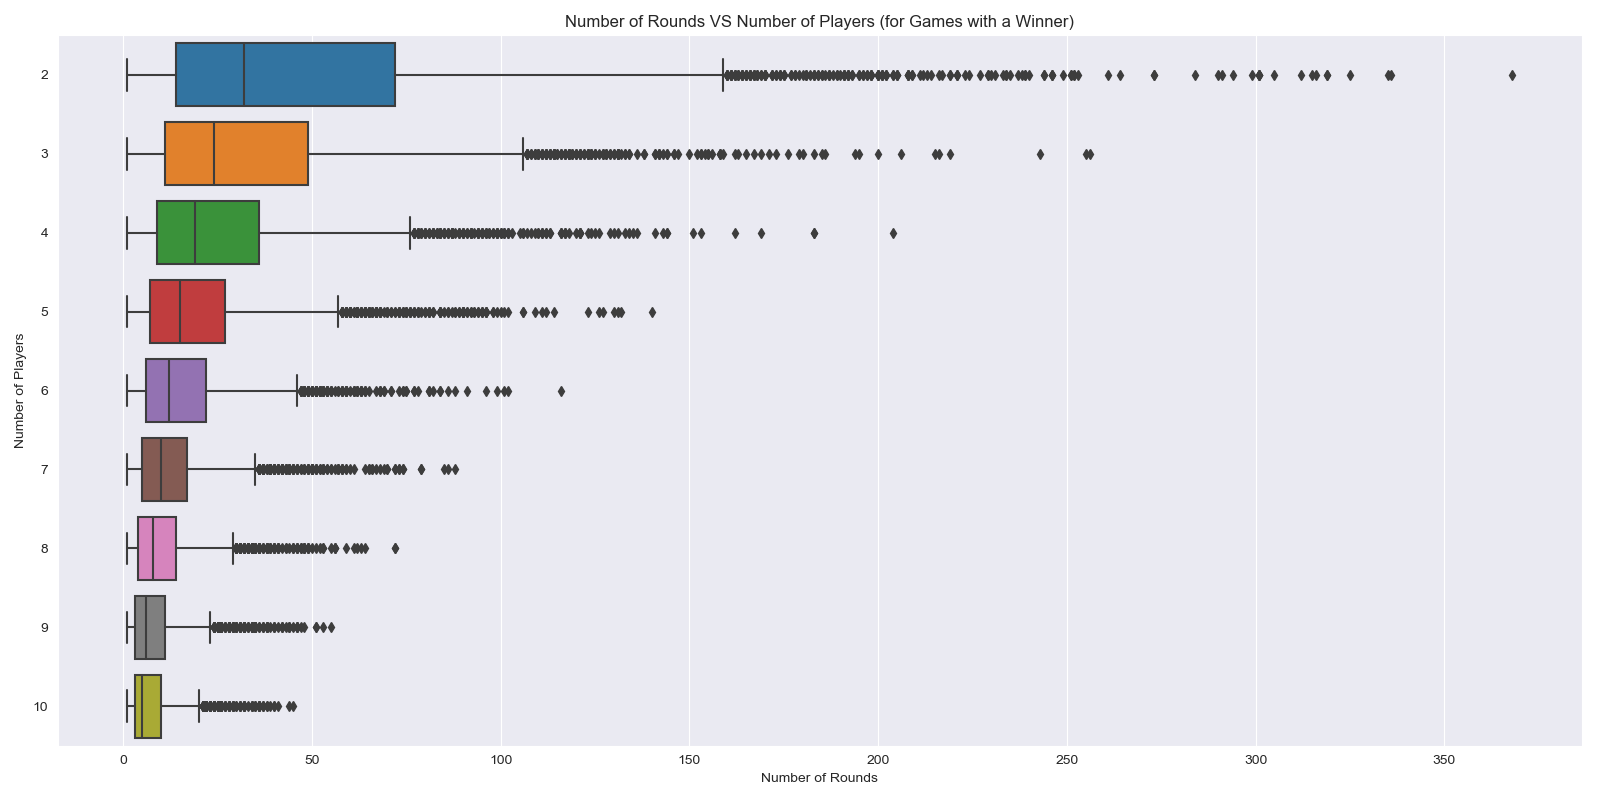 Number of Rounds VS Number of Players (for Games with a Winner)
Number of Players
2
3
4
5
6
7
8
9
10
0 50 100 150 200 250 300 350
Number of Rounds